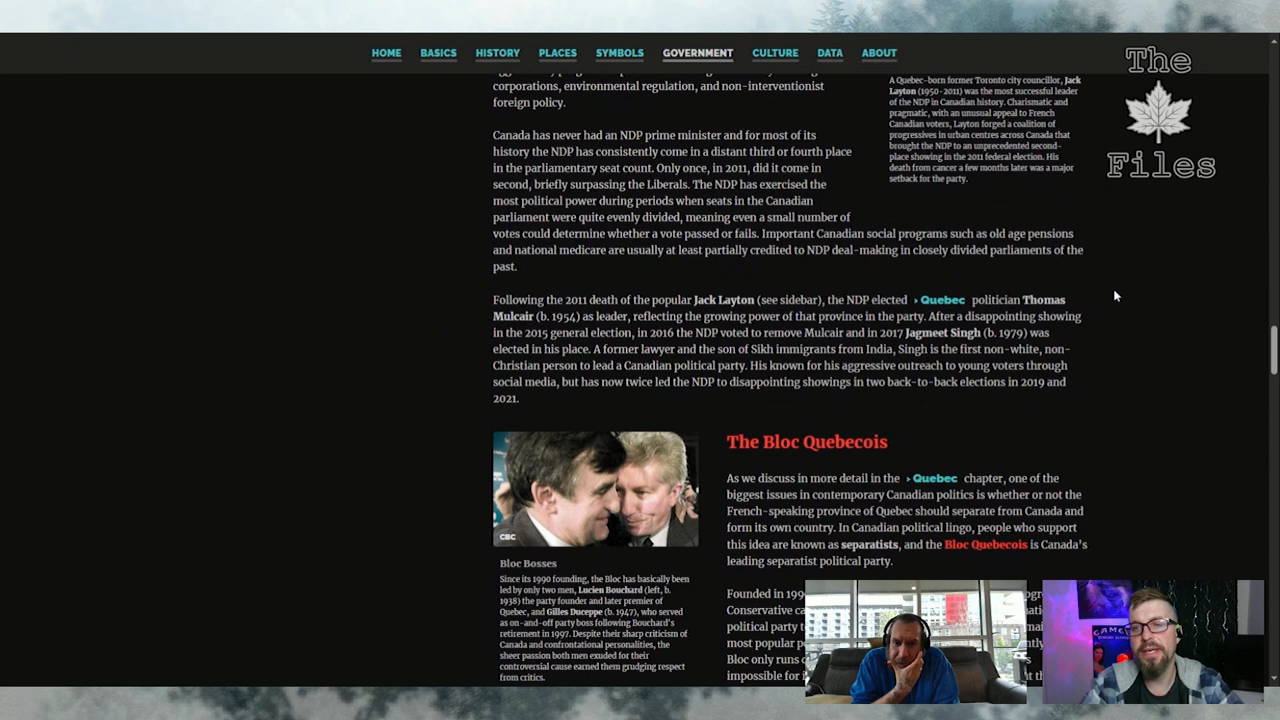 HOME BASICS HISTORY PLACES SYMBOLS GOVERNMENT CULTURE DATA ABOUT
The
Files
corporations, environmental regulation, and non-interventionist
foreign policy.
A Quebec-born former Toronto city councillor, Jack
Layton (1950-2011) was the most successful leader
of the NDP in Canadian history. Charismatic and
pragmatic, with an unusual appeal to French
Canadian voters, Layton forged a coalition of
progressives in urban centres across Canada that
brought the NDP to an unprecedented second-
place showing in the 2011 federal election. His
death from cancer a few months later was a major
setback for the party.
Canada has never had an NDP prime minister and for most of its
history the NDP has consistently come in a distant third or fourth place
in the parliamentary seat count. Only once, in 2011, did it come in
second, briefly surpassing the Liberals. The NDP has exercised the
most political power during periods when seats in the Canadian
parliament were quite evenly divided, meaning even a small number of
votes could determine whether a vote passed or fails. Important Canadian social programs such as old age pensions
and national medicare are usually at least partially credited to NDP deal-making in closely divided parliaments of the
past.
Following the 2011 death of the popular Jack Layton (see sidebar), the NDP elected › Quebec politician Thomas
Mulcair (b. 1954) as leader, reflecting the growing power of that province in the party. After a disappointing showing
in the 2015 general election, in 2016 the NDP voted to remove Mulcair and in 2017 Jagmeet Singh (b. 1979) was
elected in his place. A former lawyer and the son of Sikh immigrants from India, Singh is the first non-white, non-
Christian person to lead a Canadian political party. His known for his aggressive outreach to young voters through
social media, but has now twice led the NDP to disappointing showings in two back-to-back elections in 2019 and
2021.
CBC
Bloc Bosses
Since its 1990 founding, the Bloc has basically been
led by only two men, Lucien Bouchard (left, b.
1938) the party founder and later premier of
Quebec, and Gilles Duceppe (b. 1947), who served
as on-and-off party boss following Bouchard's
retirement in 1997. Despite their sharp criticism of
Canada and confrontational personalities, the
sheer passion both men exuded for their
controversial cause earned them grudging respect
from critics.
The Bloc Quebecois
As we discuss in more detail in the › Quebec chapter, one of the
biggest issues in contemporary Canadian politics is whether or not the
French-speaking province of Quebec should separate from Canada and
form its own country. In Canadian political lingo, people who support
this idea are known as separatists, and the Bloc Quebecois is Canada's
leading separatist political party.
Founded in 199
Conservative ca
political party t
most popular p
Bloc only runs
impossible for
GAME